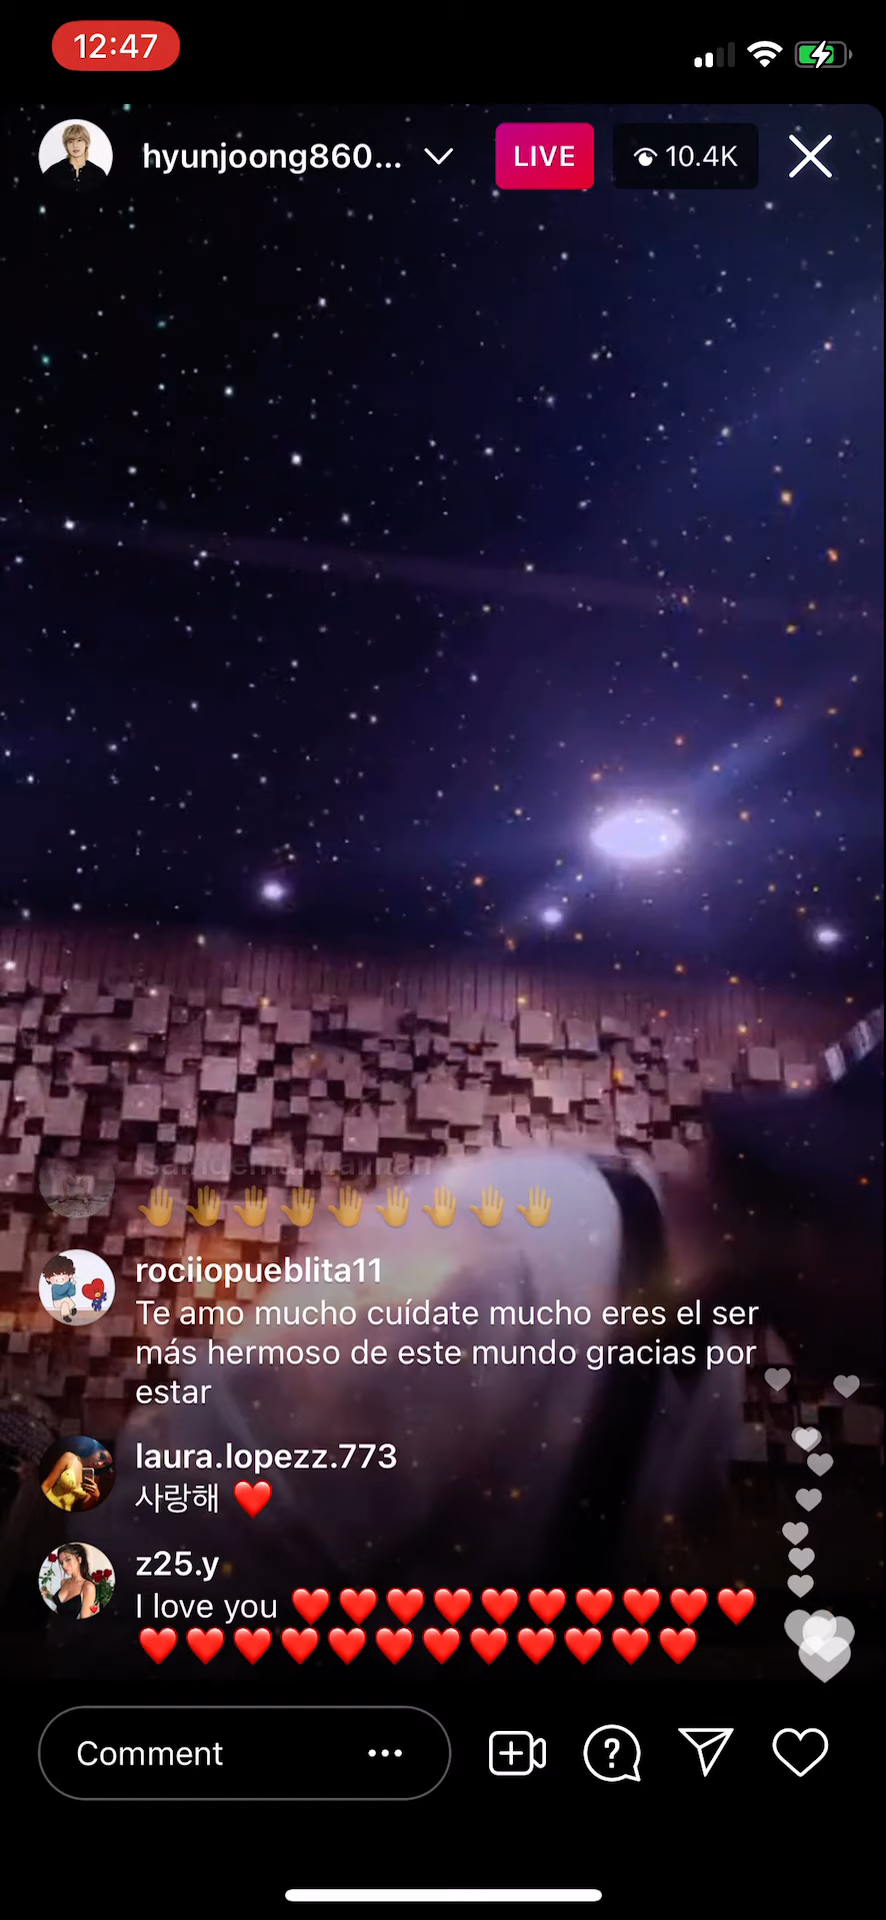 12:47
hyunjoong860...
LIVE
10.4K
rociiopueblita11
Te amo mucho cuídate mucho eres el ser
más hermoso de este mundo gracias por
estar
laura.lopezz.773
사랑해 ❤️
z25.y
I love you ❤️❤️❤️❤️❤️❤️❤️❤️❤️❤️
❤️❤️❤️❤️❤️❤️❤️❤️❤️❤️❤️❤️
Comment